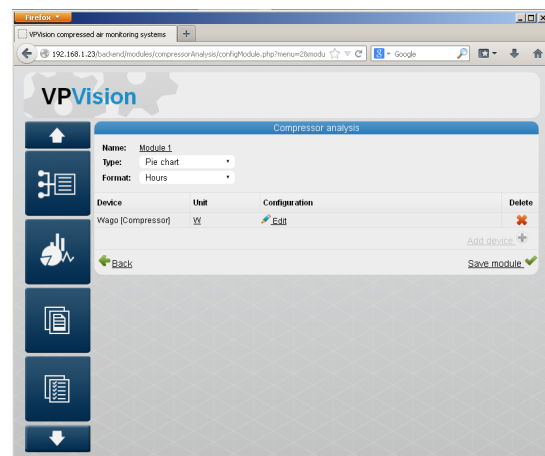 Firefox
VPVision compressed air monitoring systems
192.168.1.23/backend/modules/compressorAnalysis/configModule.php?menu=28&modu
Google
VPVision
Compressor analysis
Name: Module 1
Type: Pie chart
Format: Hours
Device Unit Configuration Delete
Wago [Compressor] W Edit
Add device
Back Save module